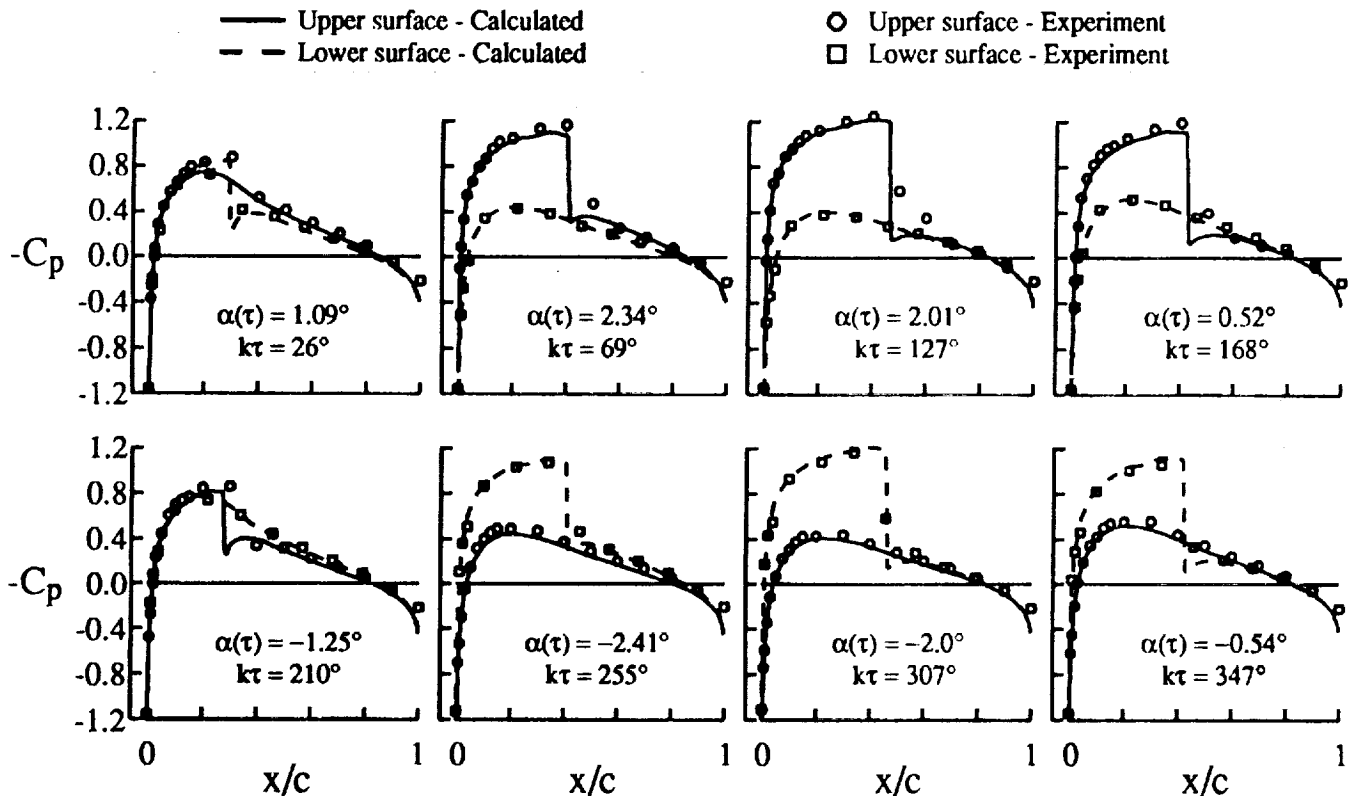 Upper surface - Calculated
Lower surface - Calculated
Upper surface - Experiment
Lower surface - Experiment
1.2
0.8
0.4
0.0
-0.4
-0.8
-1.2
-Cp
α(τ) = 1.09°
kτ = 26°
α(τ) = 2.34°
kτ = 69°
α(τ) = 2.01°
kτ = 127°
α(τ) = 0.52°
kτ = 168°
1.2
0.8
0.4
0.0
-0.4
-0.8
-1.2
-Cp
α(τ) = −1.25°
kτ = 210°
α(τ) = −2.41°
kτ = 255°
α(τ) = −2.0°
kτ = 307°
α(τ) = −0.54°
kτ = 347°
0 1 0 1 0 1 0 1
x/c x/c x/c x/c